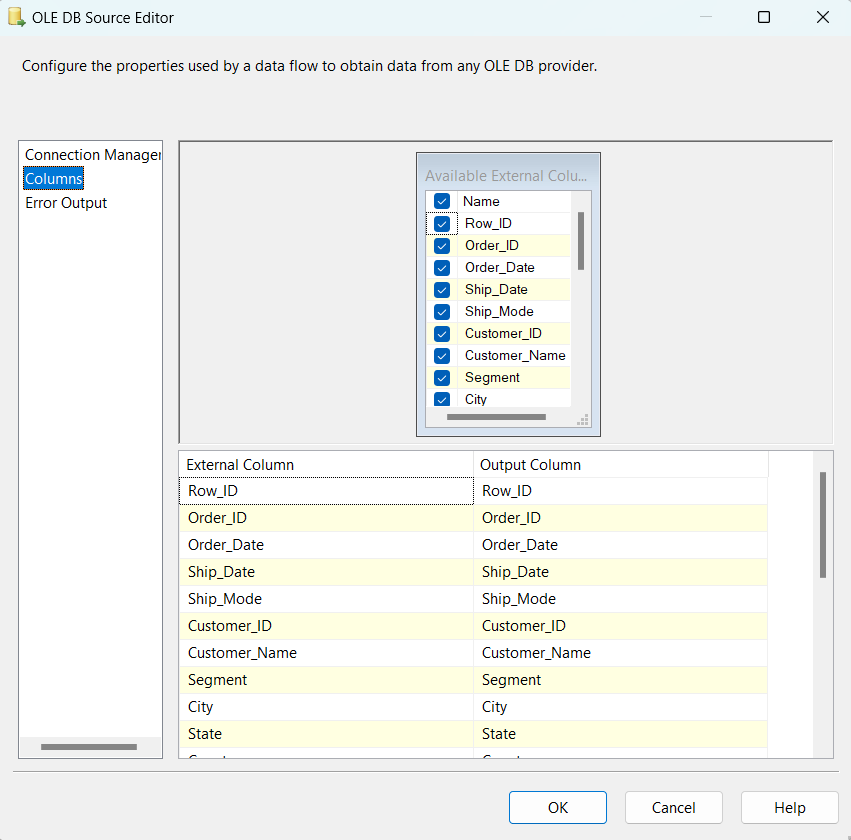 OLE DB Source Editor
Configure the properties used by a data flow to obtain data from any OLE DB provider.
Connection Manager
Columns
Error Output
Available External Colu...
Name
Row_ID
Order_ID
Order_Date
Ship_Date
Ship_Mode
Customer_ID
Customer_Name
Segment
City
External Column Output Column
Row_ID Row_ID
Order_ID Order_ID
Order_Date Order_Date
Ship_Date Ship_Date
Ship_Mode Ship_Mode
Customer_ID Customer_ID
Customer_Name Customer_Name
Segment Segment
City City
State State
OK Cancel Help